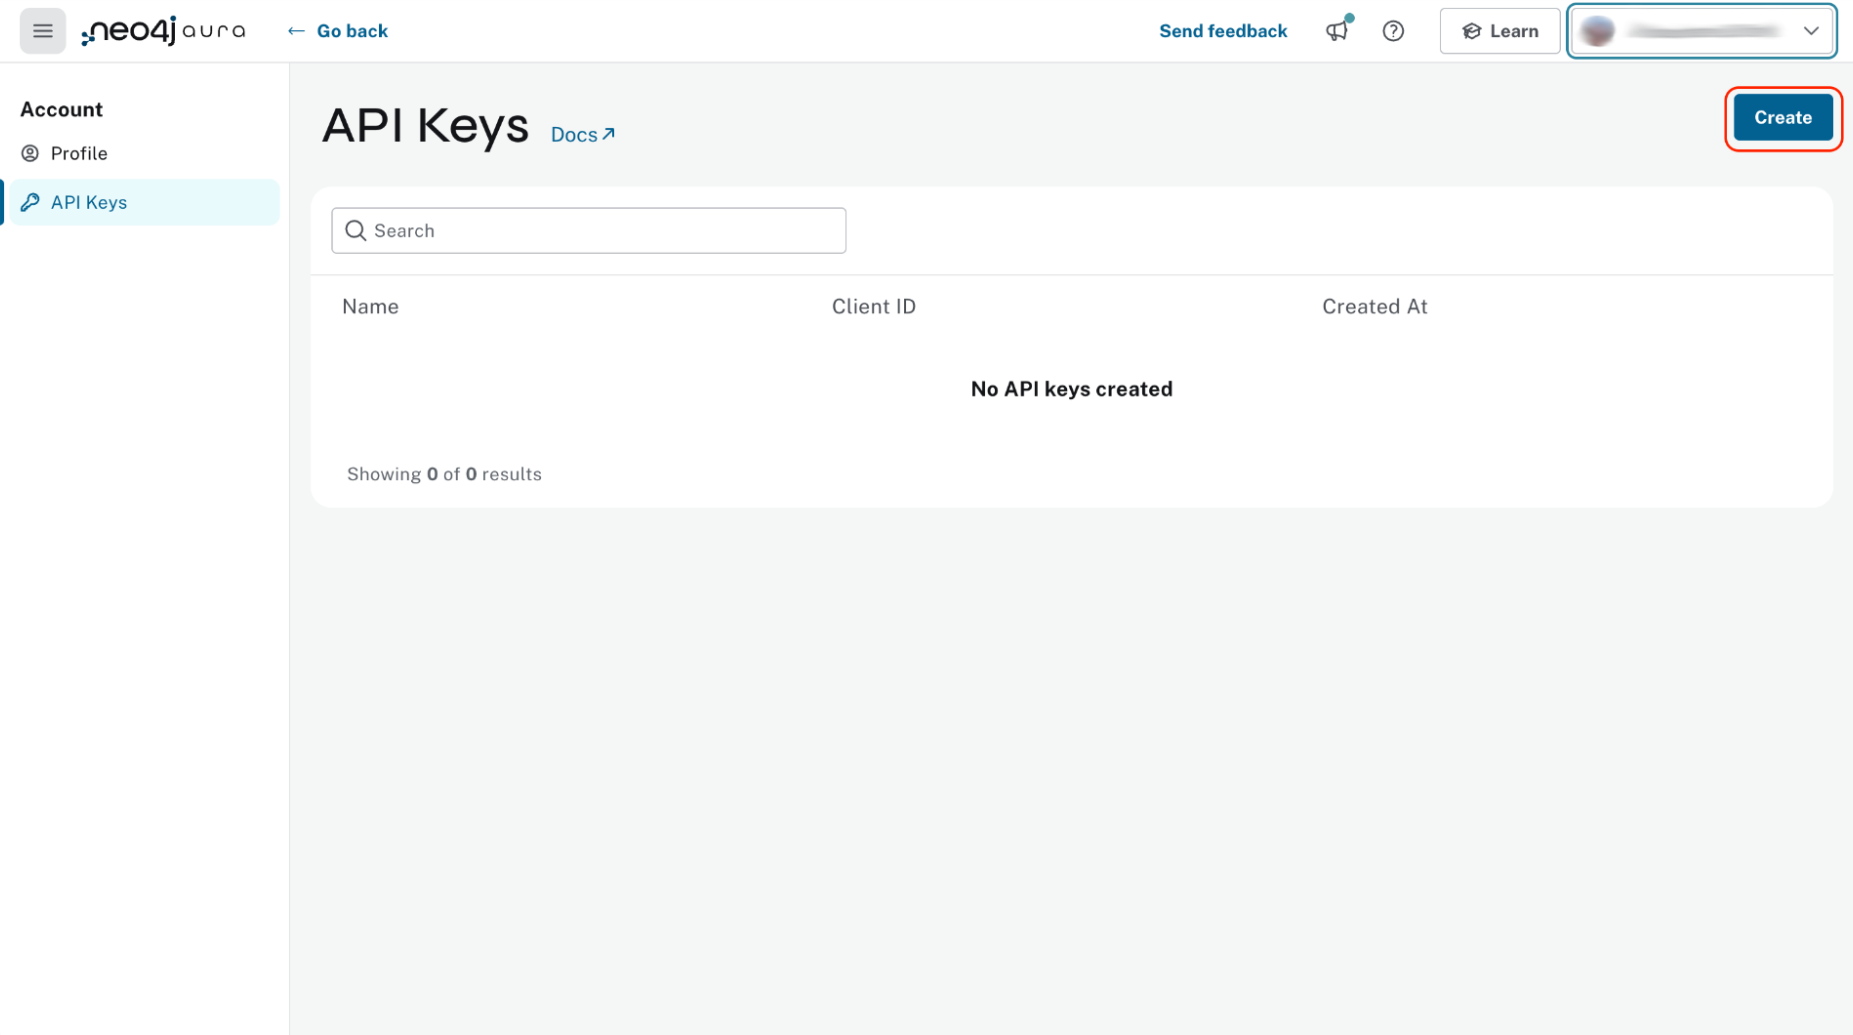 neo4j aura
Go back
Send feedback
Learn
Account
Profile
API Keys
API Keys
Docs
Create
Search
Name
Client ID
Created At
No API keys created
Showing 0 of 0 results